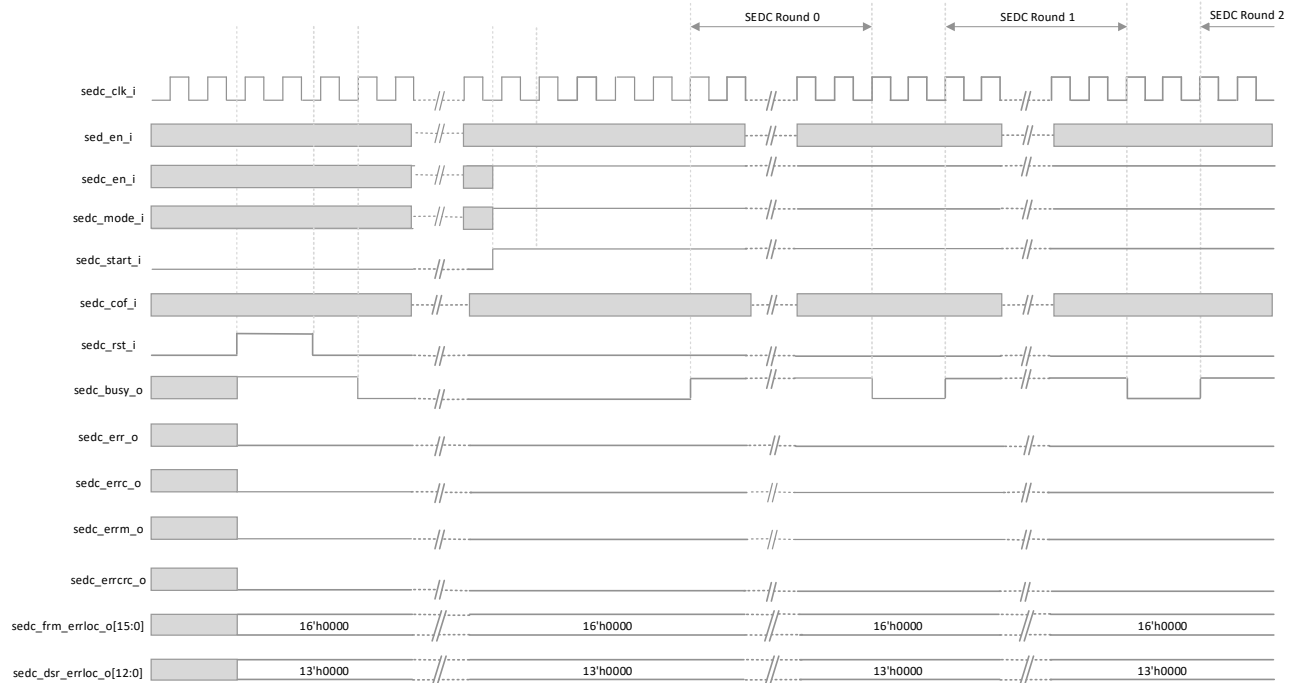 SEDC Round 0
SEDC Round 1
SEDC Round 2
sedc_clk_i
sed_en_i
sedc_en_i
sedc_mode_i
sedc_start_i
sedc_cof_i
sedc_rst_i
sedc_busy_o
sedc_err_o
sedc_errc_o
sedc_errm_o
sedc_errcrc_o
sedc_frm_errloc_o[15:0] 16'h0000 16'h0000 16'h0000 16'h0000
sedc_dsr_errloc_o[12:0] 13'h0000 13'h0000 13'h0000 13'h0000